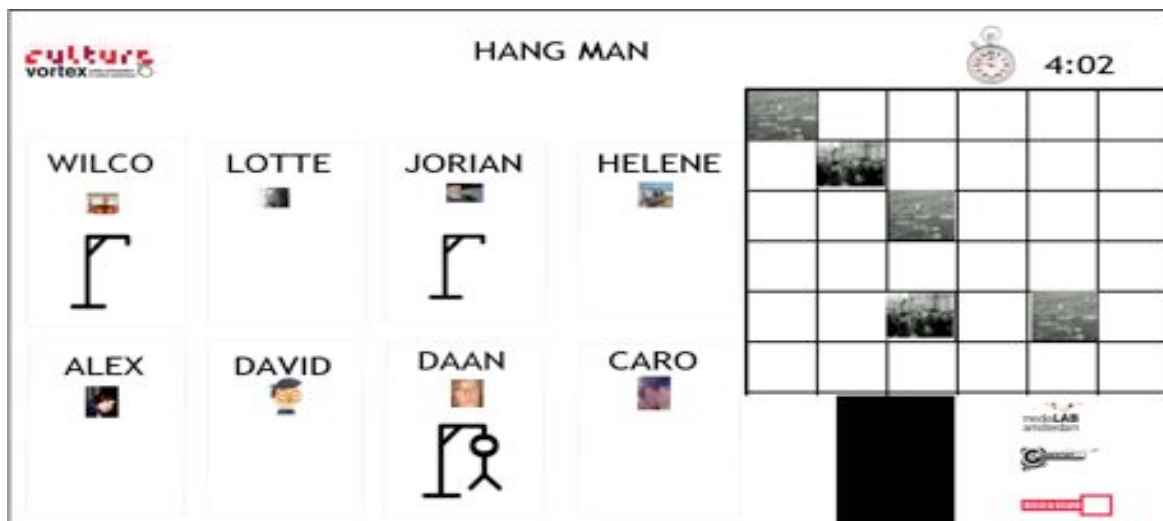 culture
vortex
HANG MAN
4:02
WILCO
LOTTE
JORIAN
HELENE
ALEX
DAVID
DAAN
CARO
mediaLAB
amsterdam